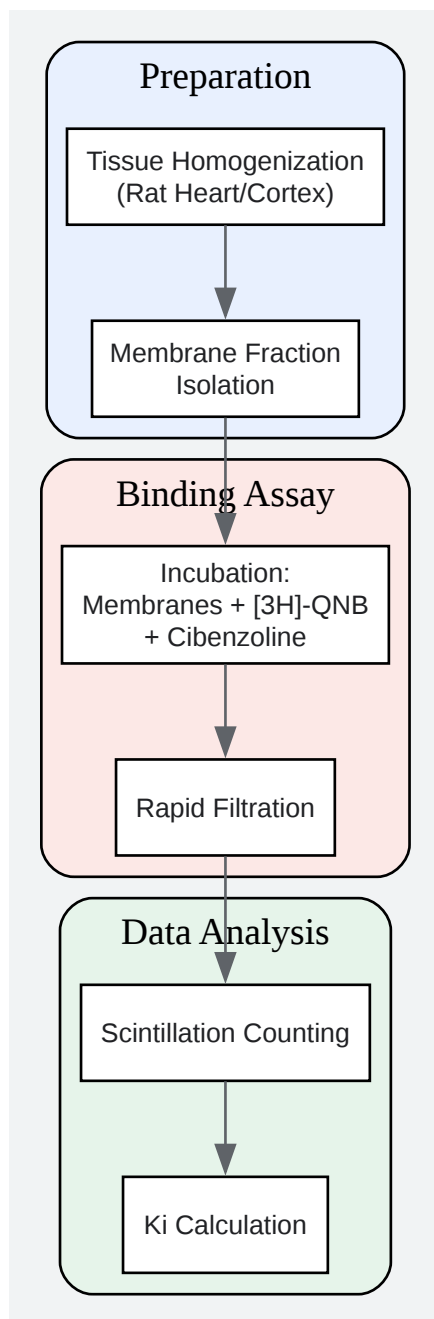 Preparation
Tissue Homogenization
(Rat Heart/Cortex)
Membrane Fraction
Isolation
Binding Assay
Incubation:
Membranes + [3H]-QNB
+ Cibenzoline
Rapid Filtration
Data Analysis
Scintillation Counting
Ki Calculation